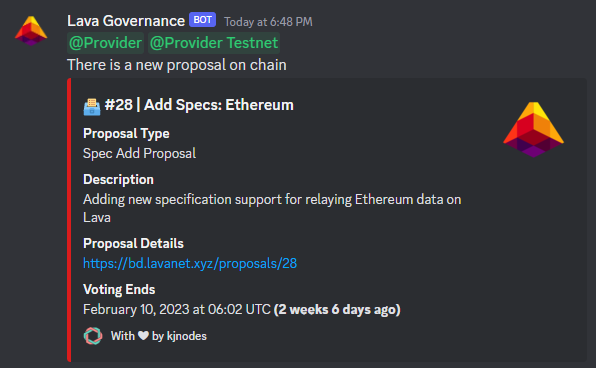 Lava Governance BOT Today at 6:48 PM
@Provider @Provider Testnet
There is a new proposal on chain
#28 | Add Specs: Ethereum
Proposal Type
Spec Add Proposal
Description
Adding new specification support for relaying Ethereum data on
Lava
Proposal Details
https://bd.lavanet.xyz/proposals/28
Voting Ends
February 10, 2023 at 06:02 UTC (2 weeks 6 days ago)
With ❤ by kjnodes